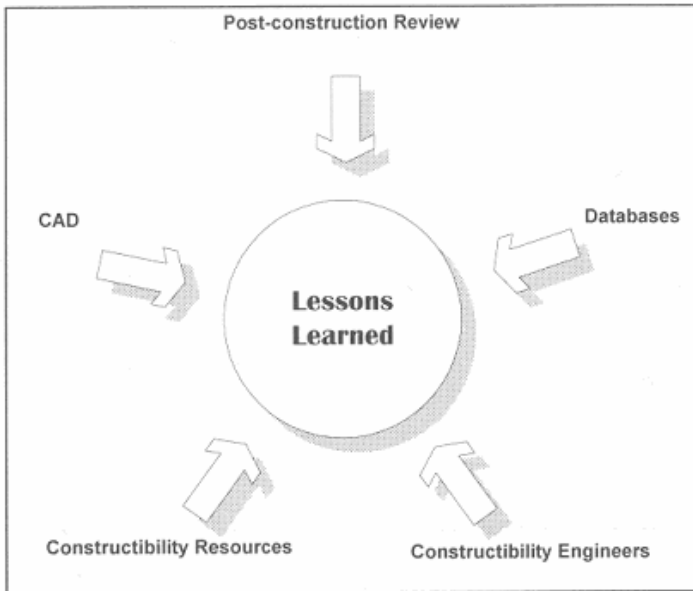 Post-construction Review
CAD
Databases
Lessons
Learned
Constructibility Resources
Constructibility Engineers